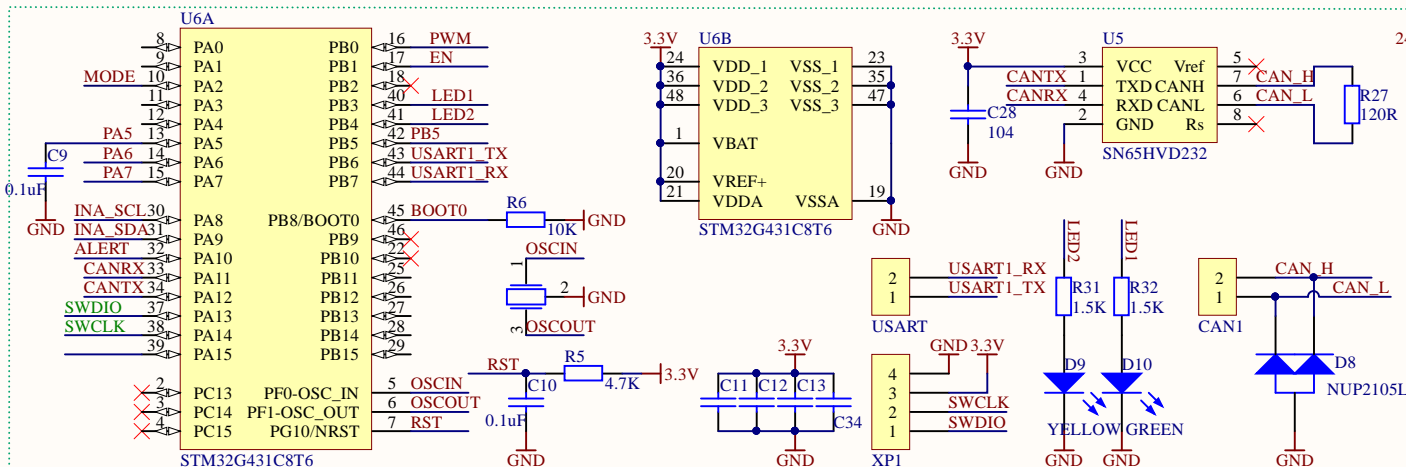 U6A
8 PA0
9 PA1
MODE 10 PA2
11 PA3
12 PA4
PA5 13 PA5
PA6 14 PA6
PA7 15 PA7
C9
0.1uF
GND
INA_SCL 30 PA8
INA_SDA 31 PA9
ALERT 32 PA10
CANRX 33 PA11
CANTX 34 PA12
SWDIO 37 PA13
SWCLK 38 PA14
39 PA15
2 PC13
3 PC14
4 PC15
PB0 16 PWM
PB1 17 EN
PB2 18
PB3 40 LED1
PB4 41 LED2
PB5 42 PB5
PB6 43 USART1_TX
PB7 44 USART1_RX
PB8/BOOT0 45 BOOT0
PB9 46
PB10 22
PB11 25
PB12 26
PB13 27
PB14 28
PB15 29
PF0-OSC_IN 5 OSCIN
PF1-OSC_OUT 6 OSCOUT
PG10/NRST 7 RST
STM32G431C8T6
R6
10K
GND
OSCIN
1
2 GND
3 OSCOUT
RST
R5
4.7K
3.3V
C10
0.1uF
GND
U6B
3.3V
24 VDD_1 VSS_1 23
36 VDD_2 VSS_2 35
48 VDD_3 VSS_3 47
1 VBAT
20 VREF+
21 VDDA VSSA 19
GND
STM32G431C8T6
3.3V
C11 C12 C13
C34
GND
2 USART1_RX
1 USART1_TX
USART
GND 3.3V
4
3
2 SWCLK
1 SWDIO
XP1
3.3V
U5
3 VCC Vref 5
CANTX 1 TXD CANH 7 CAN_H
CANRX 4 RXD CANL 6 CAN_L
2 GND Rs 8
SN65HVD232
C28
104
GND
GND
R27
120R
24
LED2
LED1
R31
1.5K
R32
1.5K
D9
D10
YELLOW GREEN
GND
GND
2 CAN_H
1 CAN_L
CAN1
D8
NUP2105L
GND